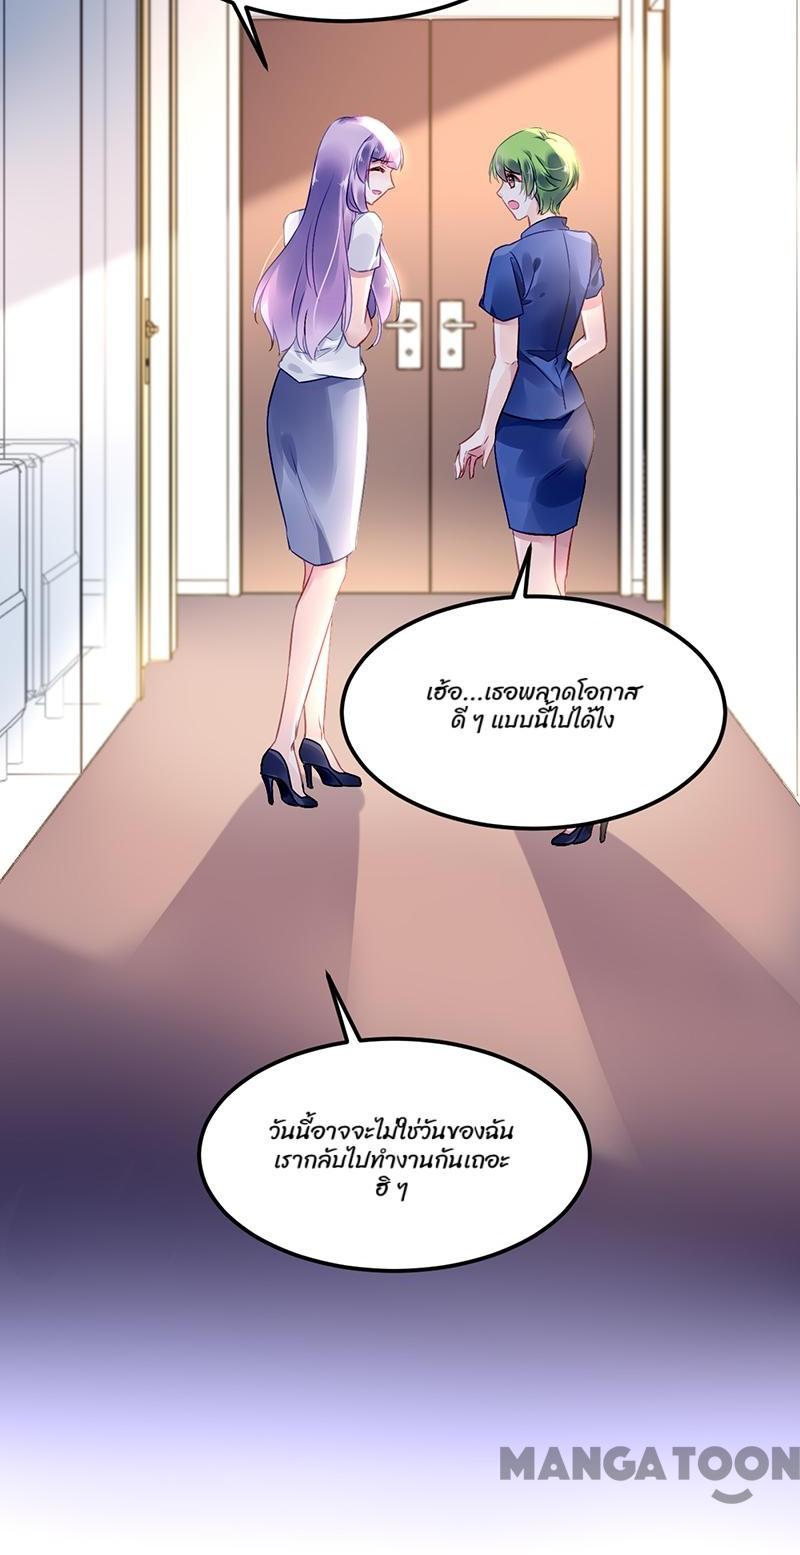 เฮ้อ...เธอพลาดโอกาส
ดี ๆ แบบนี้ไปได้ไง
วันนี้อาจจะไม่ใช่วันของฉัน
เรากลับไปทำงานกันเถอะ
ฮิ ๆ
MANGATOON